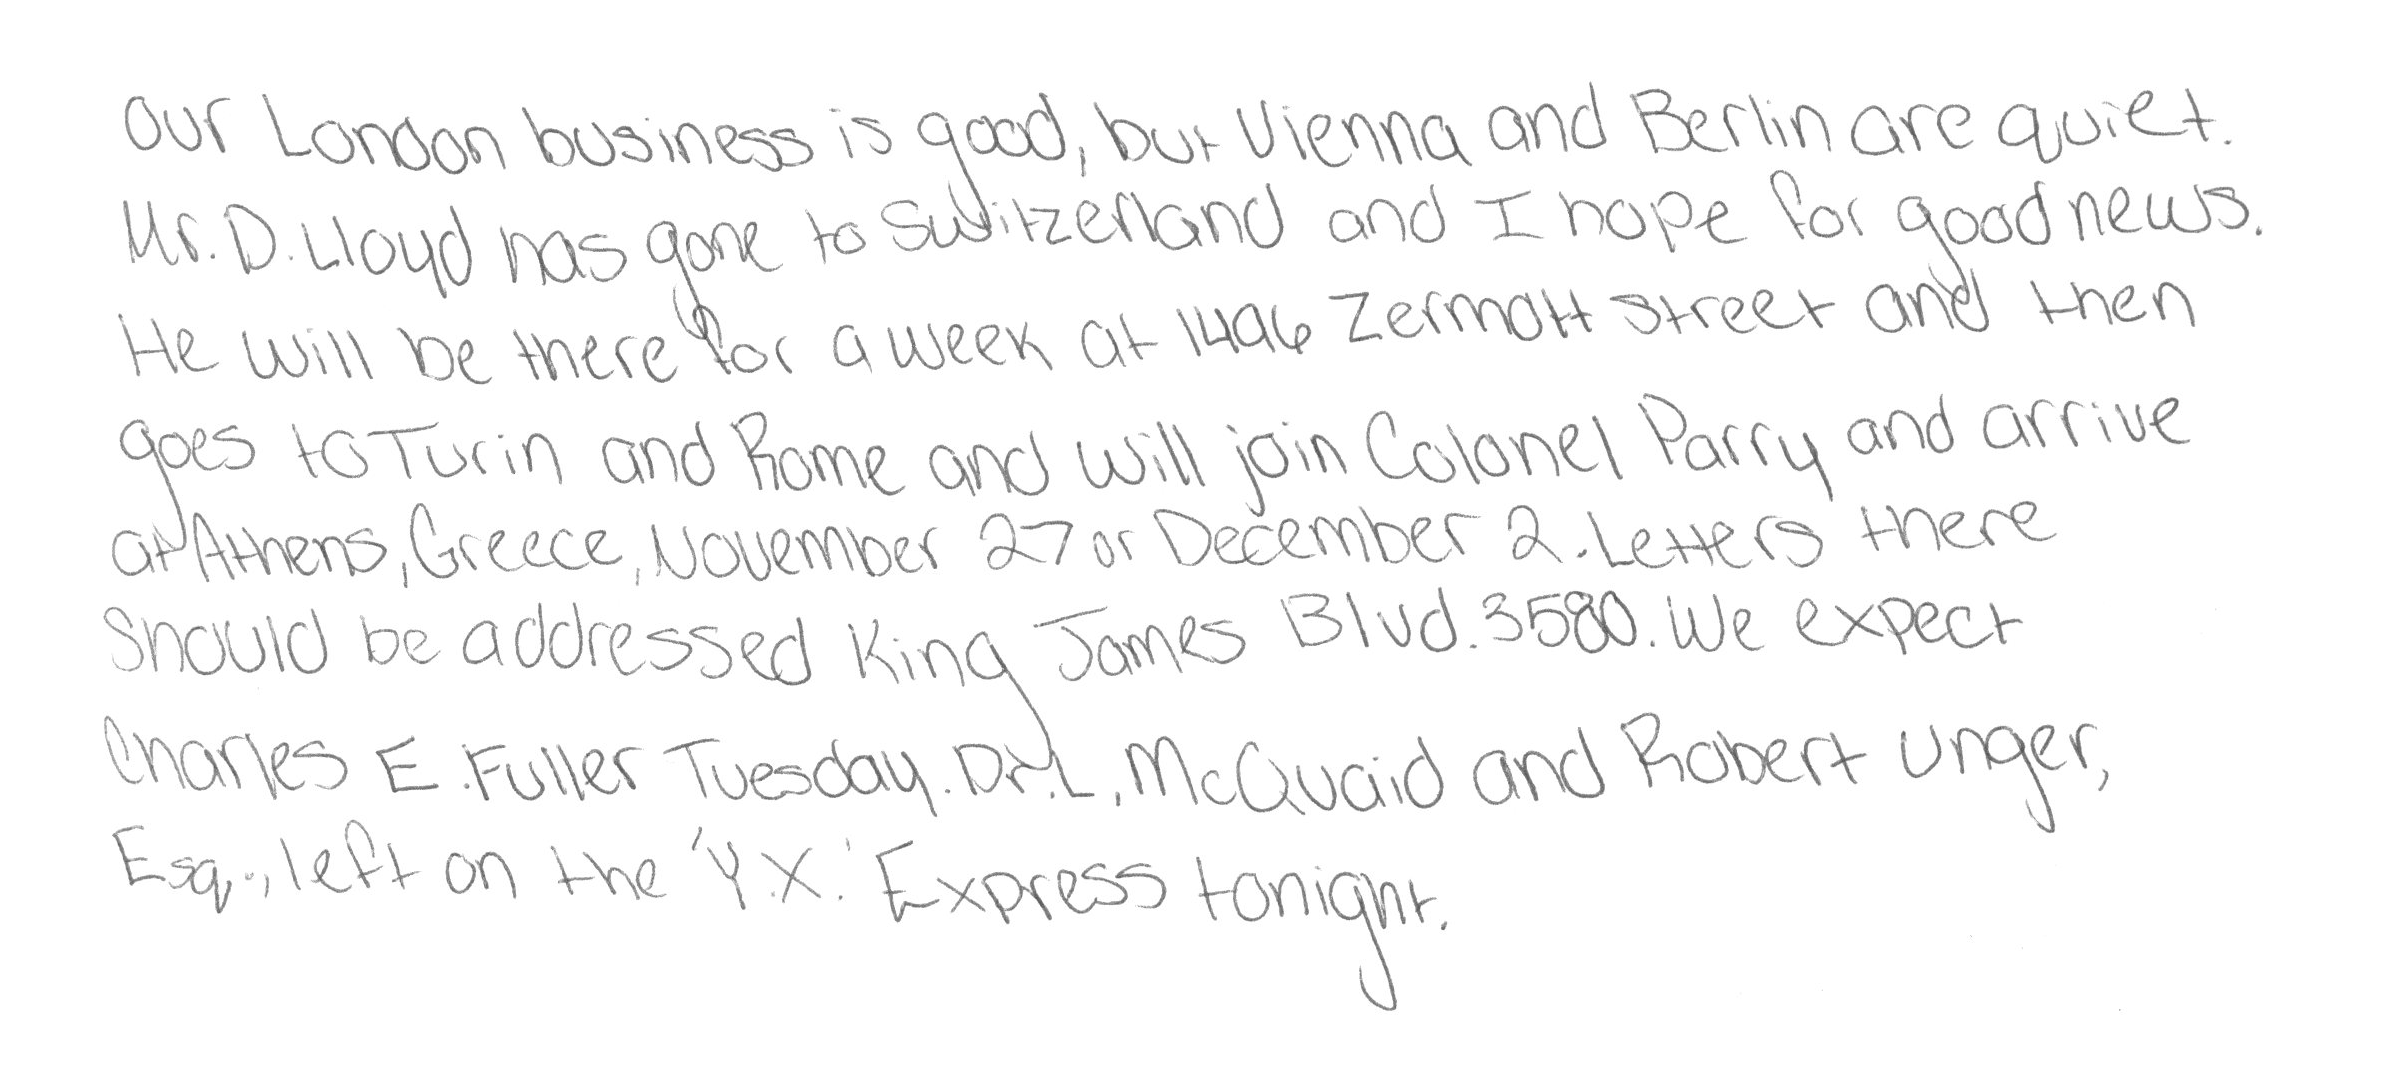 Our London business is good, but Vienna and Berlin are quiet.
Mr. D. Lloyd has gone to Switzerland and I hope for good news.
He will be there for a week at 1496 Zermatt Street and then
goes to Turin and Rome and will join Colonel Parry and arrive
at Athens, Greece, November 27 or December 2. Letters there
Should be addressed King James Blvd. 3580. We expect
Charles E. Fuller Tuesday. Dr. L. McQuaid and Robert Unger,
Esq., left on the 'Y.X.' Express tonight.